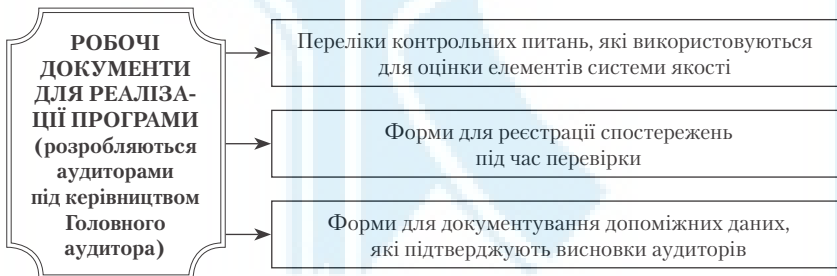 РОБОЧІ
ДОКУМЕНТИ
ДЛЯ РЕАЛІЗА-
ЦІЇ ПРОГРАМИ
(розробляються
аудиторами
під керівництвом
Головного
аудитора)
Переліки контрольних питань, які використовуються
для оцінки елементів системи якості
Форми для реєстрації спостережень
під час перевірки
Форми для документування допоміжних даних,
які підтверджують висновки аудиторів